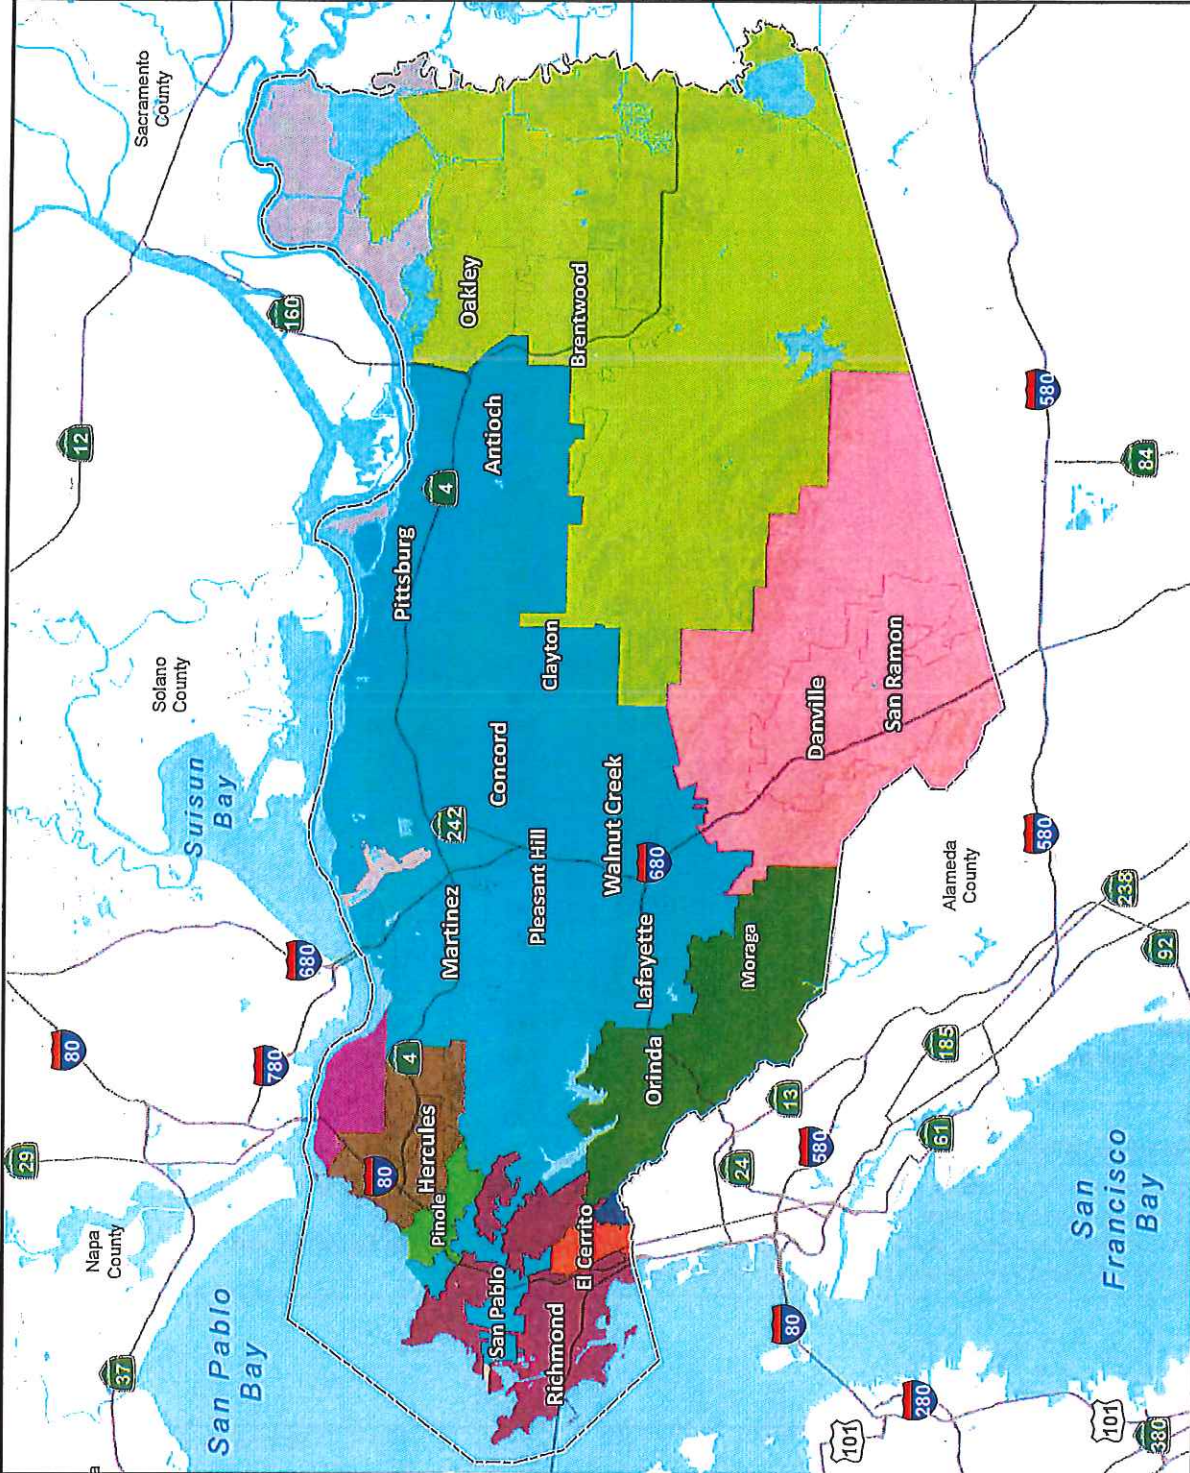 29
80
12
Napa
County
37
Sacramento
County
Solano
County
San Pablo
Bay
Suisun
Bay
780
160
680
80
4
Pittsburg
Hercules
Pinole
4
242
Martinez
Oakley
Antioch
San Pablo
Concord
Pleasant Hill
Clayton
Richmond
Brentwood
El Cerrito
Walnut Creek
Lafayette
Orinda
680
24
Moraga
13
80
580
Danville
101
San Ramon
280
61
185
Alameda
County
580
580
San
Francisco
Bay
101
238
84
380
92